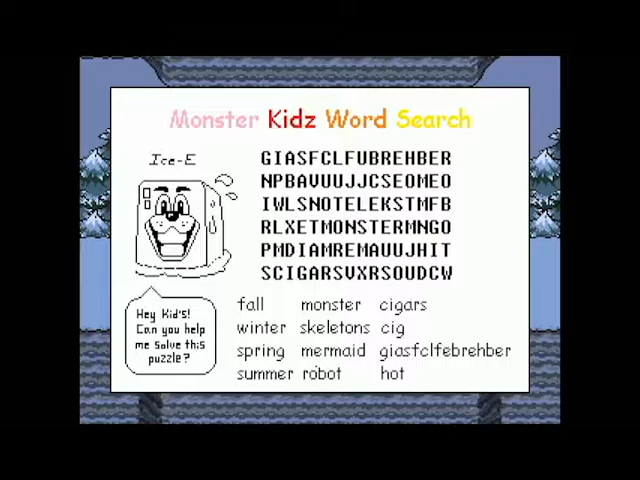 Monster Kidz Word Search
Ice-E
GIASFCLFUBREHBER
NPBAVUUJJCSEOMEO
IWLSNOTELEKSTMFB
RLXETMONSTERMNGO
PMDIAMREMAUUJHIT
SCIGARSVXRSOUDCW
Hey Kid's!
Can you help
me solve this
puzzle?
fall monster cigars
winter skeletons cig
spring mermaid giasfclfebrehber
summer robot hot